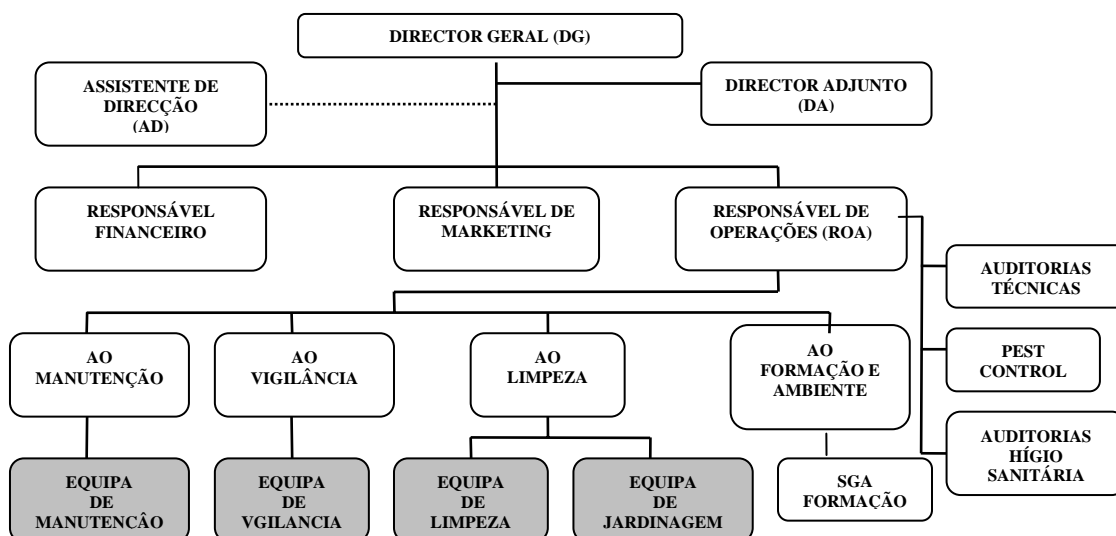 DIRECTOR GERAL (DG)
ASSISTENTE DE
DIRECÇÃO
(AD)
DIRECTOR ADJUNTO
(DA)
RESPONSÁVEL
FINANCEIRO
RESPONSÁVEL DE
MARKETING
RESPONSÁVEL DE
OPERAÇÕES (ROA)
AUDITORIAS
TÉCNICAS
PEST
CONTROL
AUDITORIAS
HÍGIO
SANITÁRIA
AO
MANUTENÇÃO
AO
VIGILÂNCIA
AO
LIMPEZA
AO
FORMAÇÃO E
AMBIENTE
EQUIPA
DE
MANUTENCÂO
EQUIPA
DE
VGILANCIA
EQUIPA
DE
LIMPEZA
EQUIPA
DE
JARDINAGEM
SGA
FORMAÇÃO